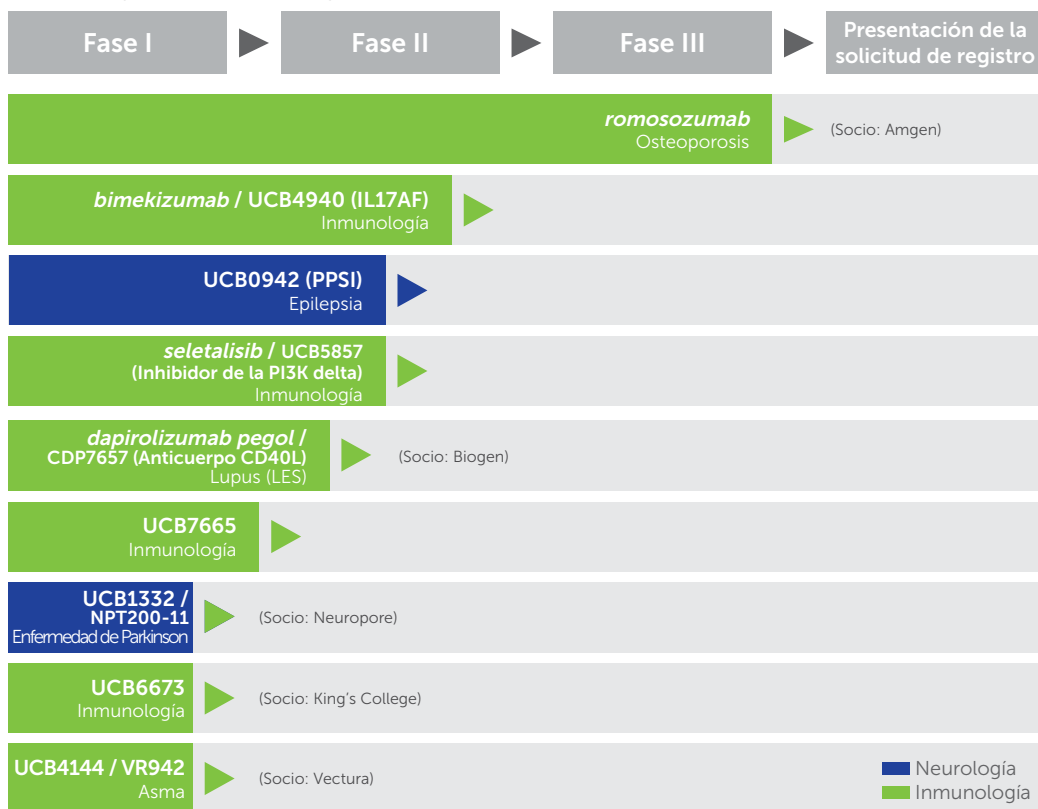 Fase I
Fase II
Fase III
Presentación de la
solicitud de registro
romosozumab
Osteoporosis
(Socio: Amgen)
bimekizumab / UCB4940 (IL17AF)
Inmunología
UCB0942 (PPSI)
Epilepsia
seletalisib / UCB5857
(Inhibidor de la PI3K delta)
Inmunología
dapirolizumab pegol /
CDP7657 (Anticuerpo CD40L)
Lupus (LES)
(Socio: Biogen)
UCB7665
Inmunología
UCB1332 /
NPT200-11
Enfermedad de Parkinson
(Socio: Neuropore)
UCB6673
Inmunología
(Socio: King's College)
UCB4144 / VR942
Asma
(Socio: Vectura)
Neurología
Inmunología